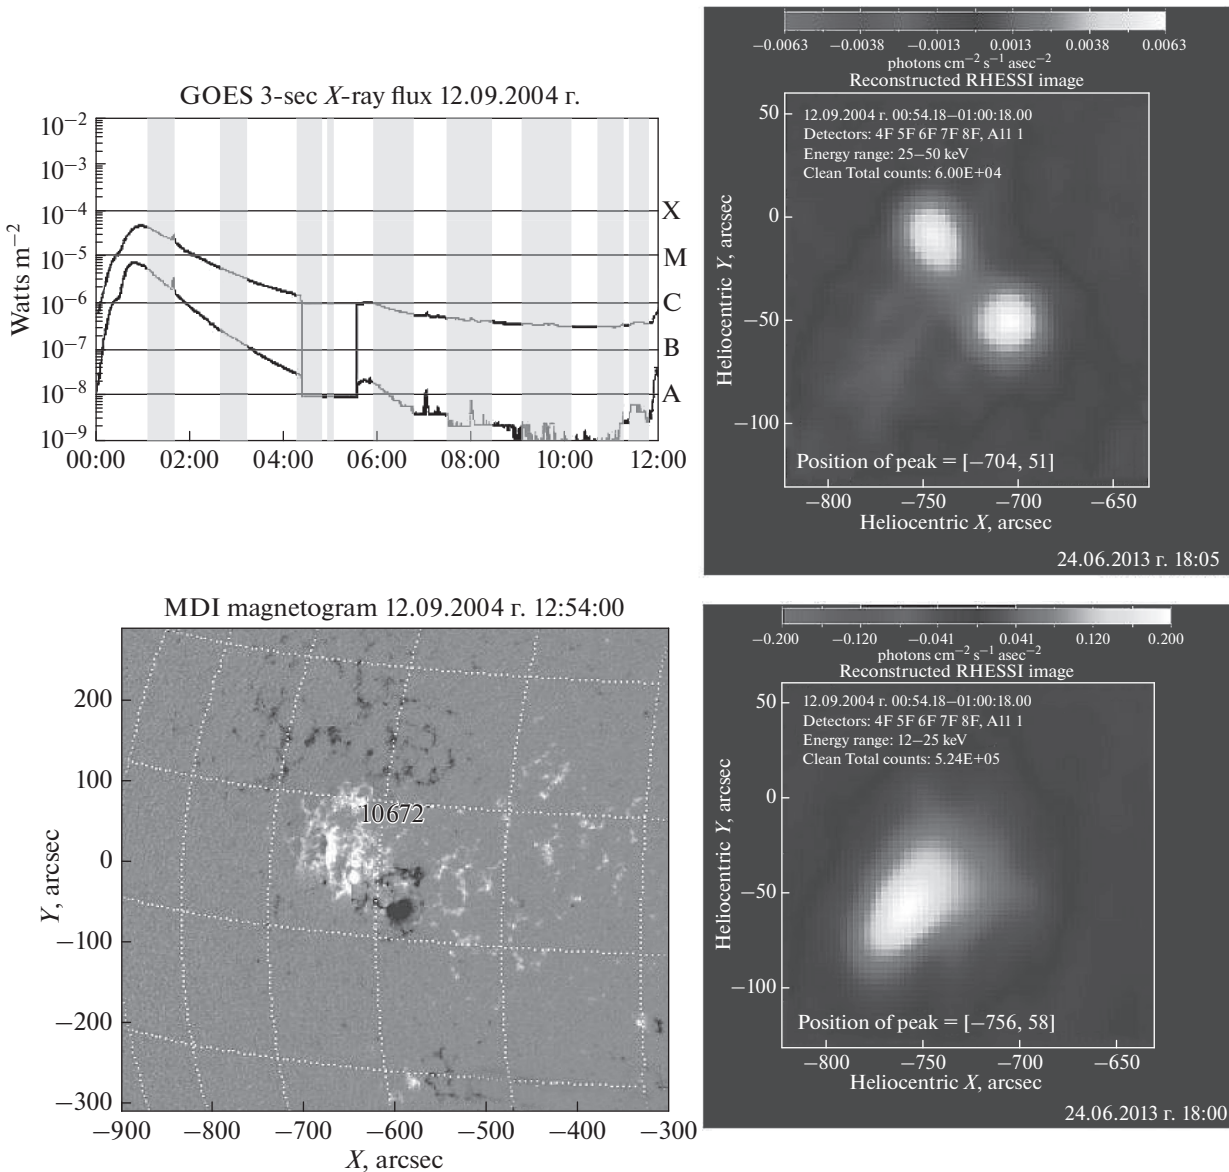 GOES 3-sec X-ray flux 12.09.2004 г.
Watts m−2
10−2
10−3
10−4
10−5
10−6
10−7
10−8
10−9
X
M
C
B
A
00:00 02:00 04:00 06:00 08:00 10:00 12:00
−0.0063 −0.0038 −0.0013 0.0013 0.0038 0.0063
photons cm−2 s−1 asec−2
Reconstructed RHESSI image
12.09.2004 г. 00:54.18−01:00:18.00
Detectors: 4F 5F 6F 7F 8F, A11 1
Energy range: 25−50 keV
Clean Total counts: 6.00E+04
Heliocentric Y, arcsec
50
0
−50
−100
Position of peak = [−704, 51]
−800 −750 −700 −650
Heliocentric X, arcsec
24.06.2013 г. 18:05
MDI magnetogram 12.09.2004 г. 12:54:00
Y, arcsec
200
100
0
−100
−200
−300
10672
−900 −800 −700 −600 −500 −400 −300
X, arcsec
−0.200 −0.120 −0.041 0.041 0.120 0.200
photons cm−2 s−1 asec−2
Reconstructed RHESSI image
12.09.2004 г. 00:54.18−01:00:18.00
Detectors: 4F 5F 6F 7F 8F, A11 1
Energy range: 12−25 keV
Clean Total counts: 5.24E+05
Heliocentric Y, arcsec
50
0
−50
−100
Position of peak = [−756, 58]
−800 −750 −700 −650
Heliocentric X, arcsec
24.06.2013 г. 18:00